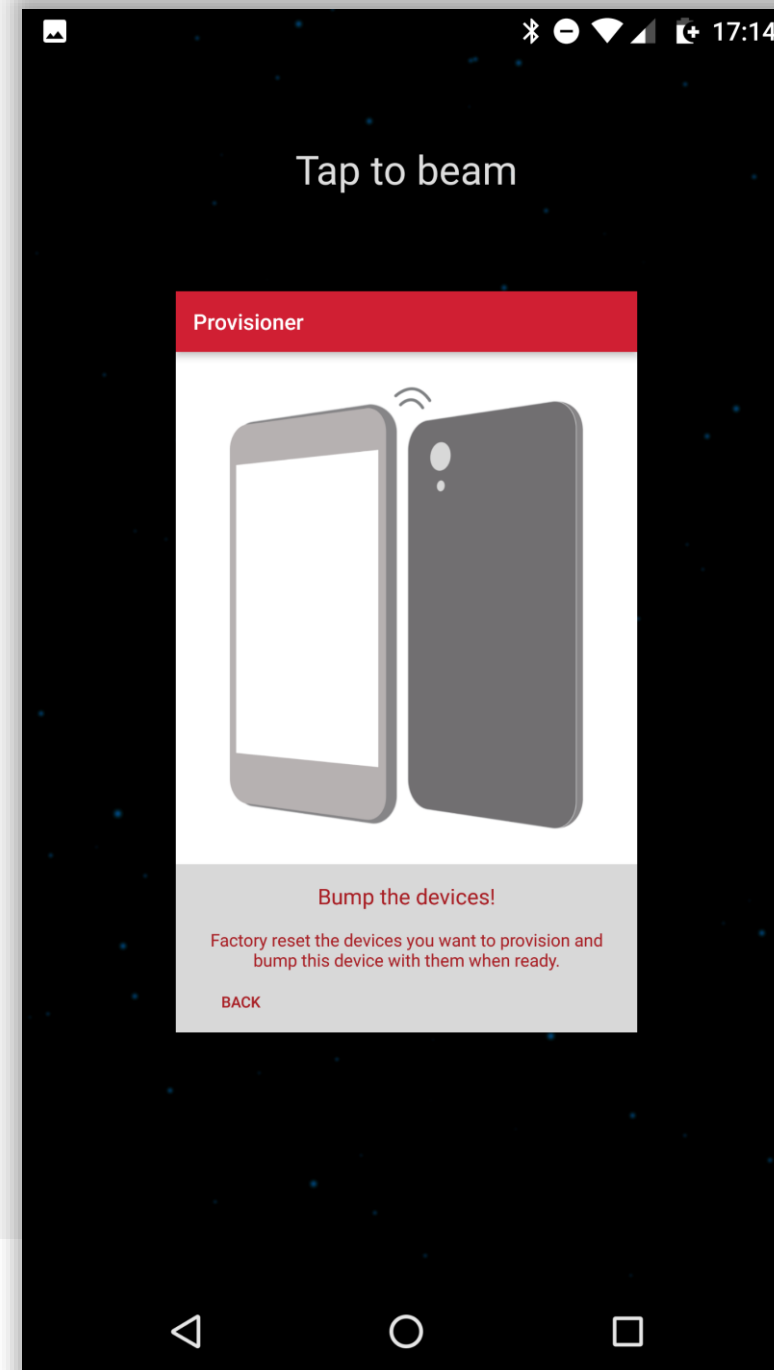 17:14
Tap to beam
Provisioner
Bump the devices!
Factory reset the devices you want to provision and
bump this device with them when ready.
BACK